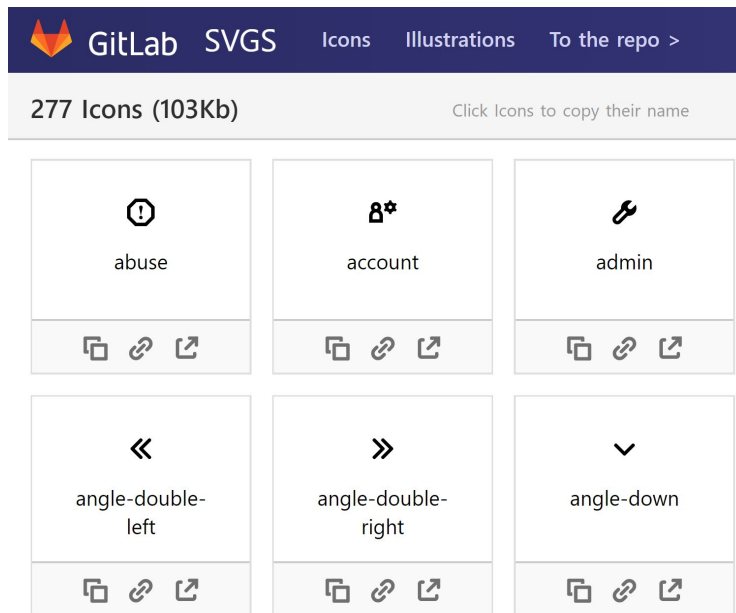 GitLab SVGS Icons Illustrations To the repo >
277 Icons (103Kb) Click Icons to copy their name
abuse account admin
angle-double- angle-double- angle-down
left right